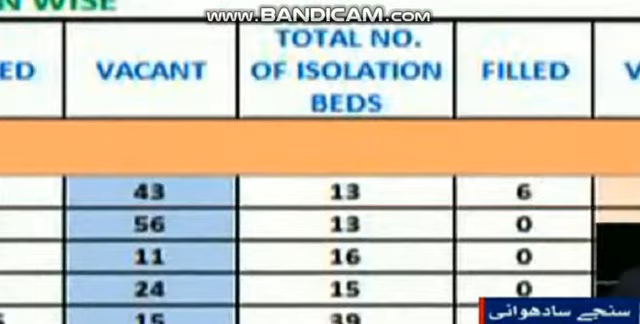 WISE
www.BANDICAM.com
VACANT
TOTAL NO.
OF ISOLATION
BEDS
FILLED
43 13 6
56 13 0
11 16 0
24 15 0
15 39
سنجے سادھوانی